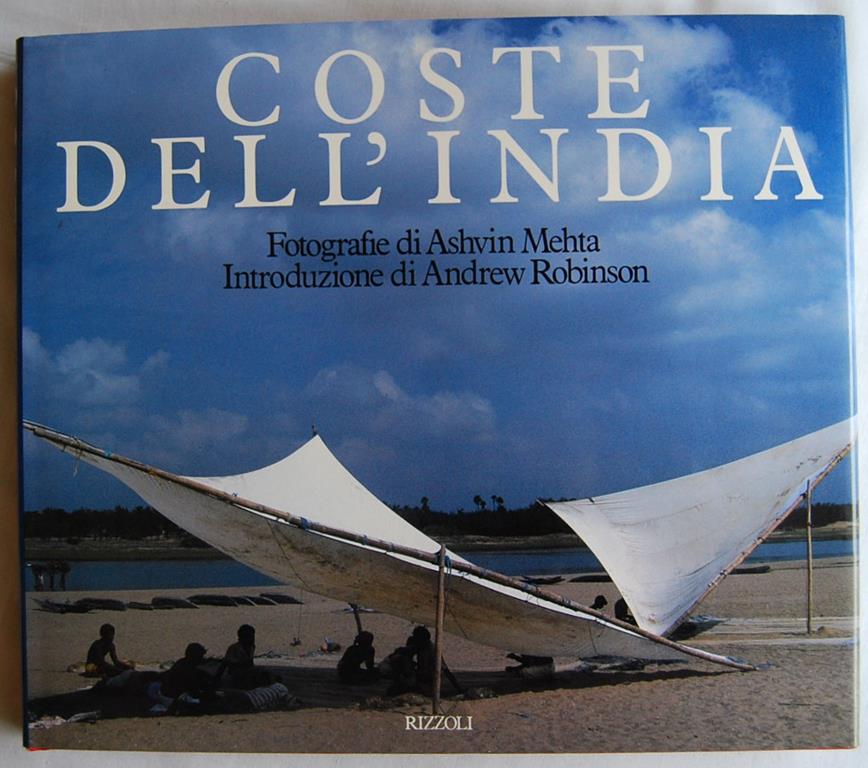 COSTE
DELL'INDIA
Fotografie di Ashvin Mehta
Introduzione di Andrew Robinson
RIZZOLI